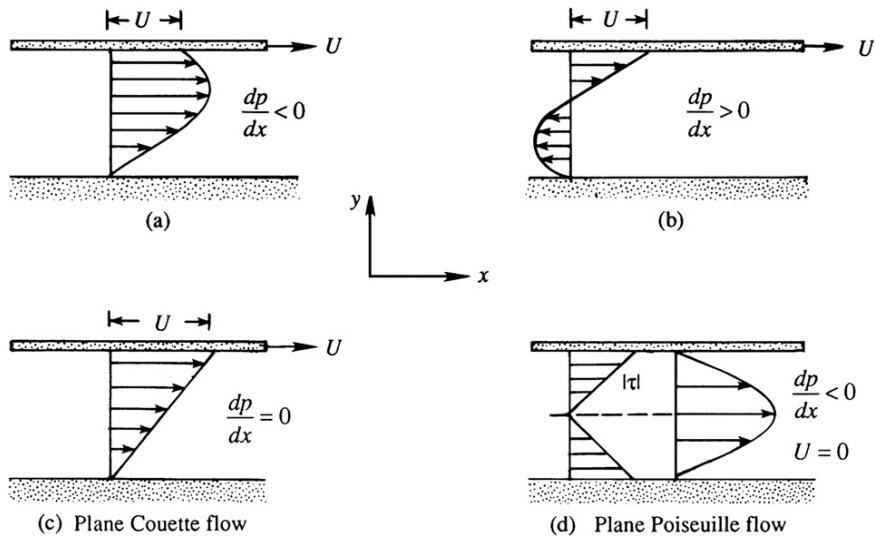 U
U
dp/dx < 0
(a)
U
U
dp/dx > 0
(b)
y
x
U
U
dp/dx = 0
(c) Plane Couette flow
|τ|
dp/dx < 0
U = 0
(d) Plane Poiseuille flow